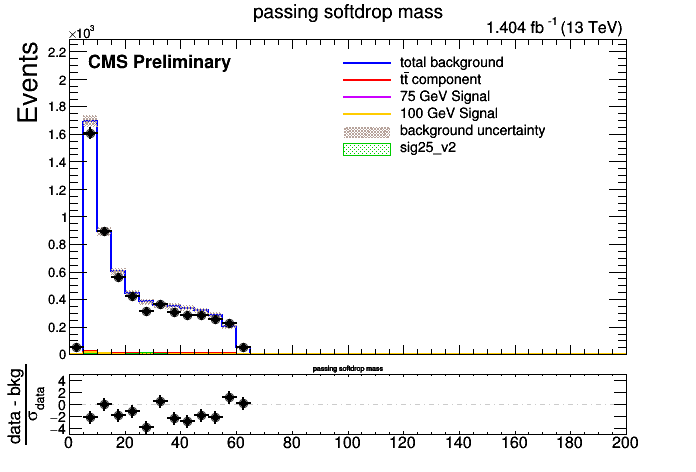 passing softdrop mass
×10³
1.404 fb⁻¹ (13 TeV)
CMS Preliminary
Events
total background
tt̄ component
75 GeV Signal
100 GeV Signal
background uncertainty
sig25_v2
2.2
2
1.8
1.6
1.4
1.2
1
0.8
0.6
0.4
0.2
0
passing softdrop mass
data - bkg
σ_data
4
2
0
−2
−4
0 20 40 60 80 100 120 140 160 180 200